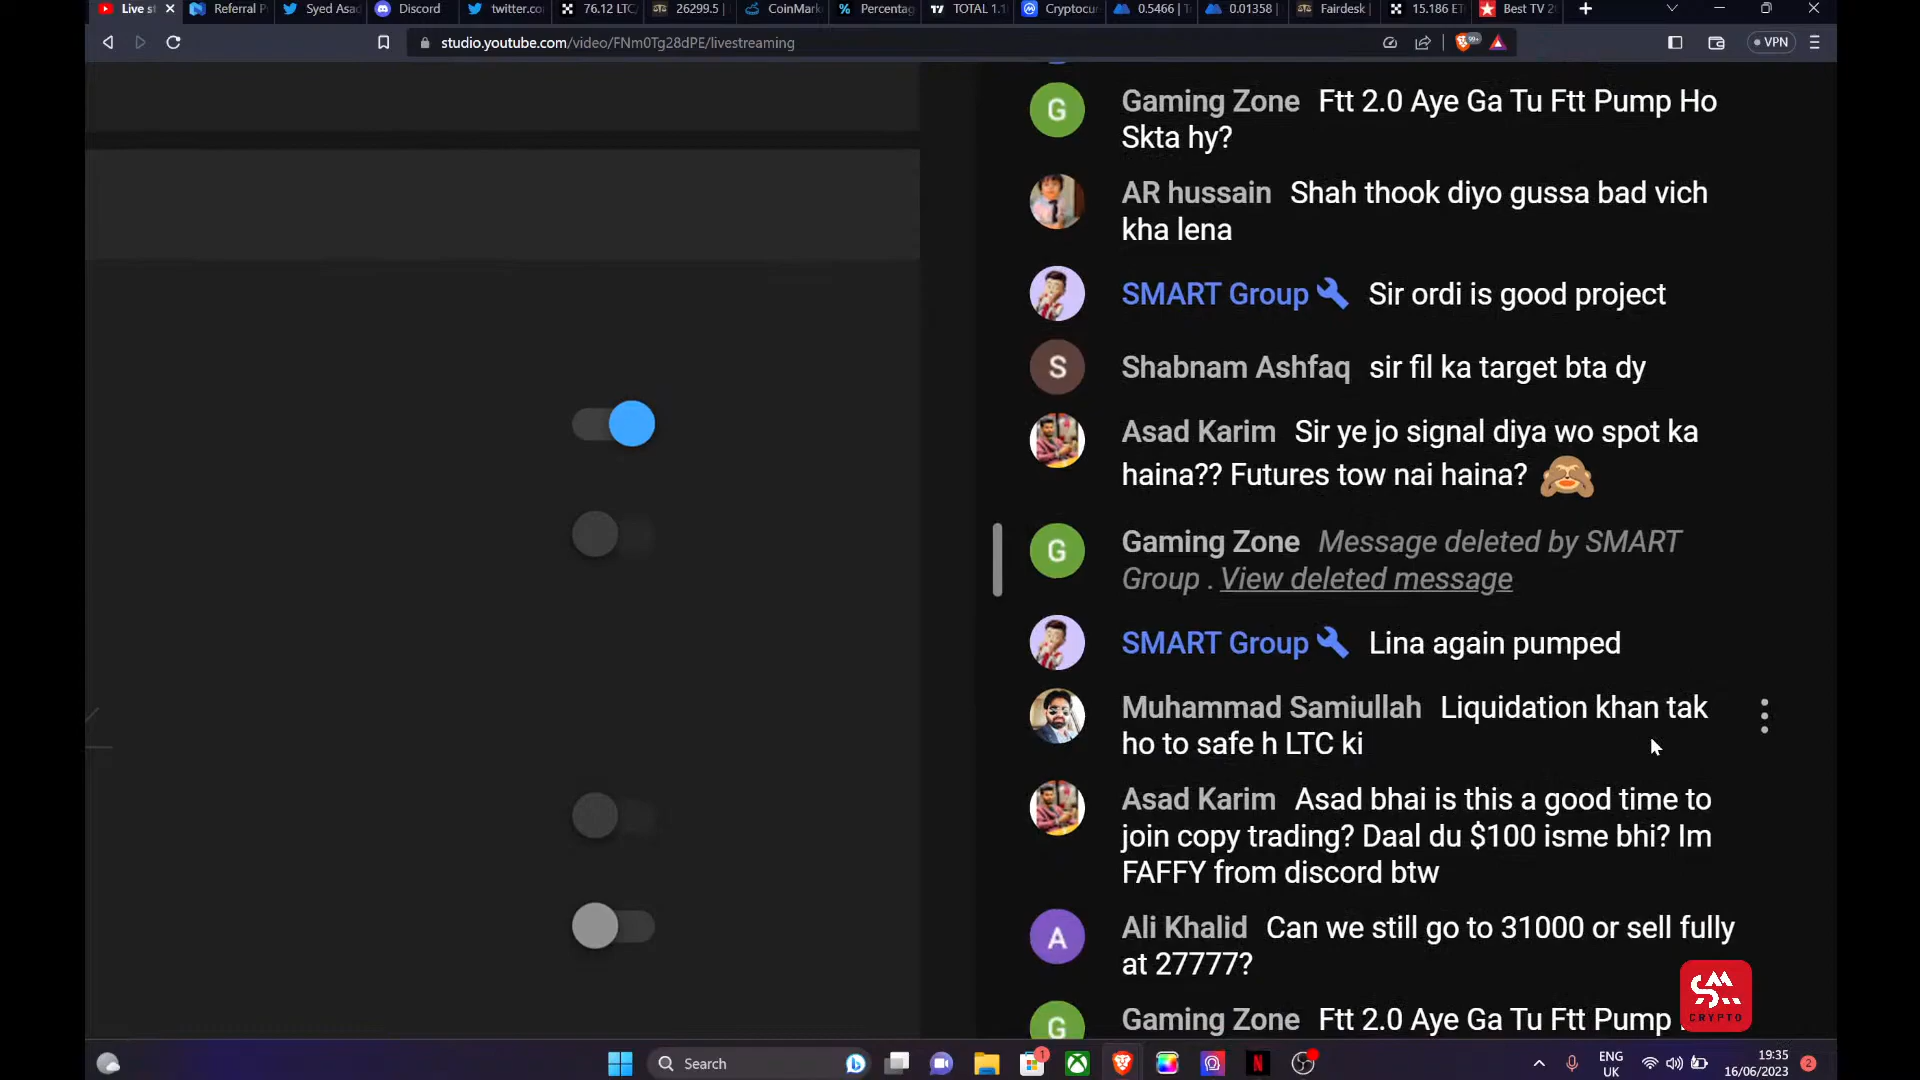 Live st
Referral P
Syed Asad
Discord
twitter.co
76.12 LTC/
26299.5 |
CoinMark
Percentag
TOTAL 1.1
Cryptocur
0.5466 | T
0.01358 |
Fairdesk |
15.186 ET
Best TV 2
studio.youtube.com/video/FNm0Tg28dPE/livestreaming
99+
VPN
G
Gaming Zone Ftt 2.0 Aye Ga Tu Ftt Pump Ho
Skta hy?
AR hussain Shah thook diyo gussa bad vich
kha lena
SMART Group Sir ordi is good project
S
Shabnam Ashfaq sir fil ka target bta dy
Asad Karim Sir ye jo signal diya wo spot ka
haina?? Futures tow nai haina? 🙈
G
Gaming Zone Message deleted by SMART
Group . View deleted message
SMART Group Lina again pumped
Muhammad Samiullah Liquidation khan tak
ho to safe h LTC ki
Asad Karim Asad bhai is this a good time to
join copy trading? Daal du $100 isme bhi? Im
FAFFY from discord btw
A
Ali Khalid Can we still go to 31000 or sell fully
at 27777?
G
Gaming Zone Ftt 2.0 Aye Ga Tu Ftt Pump
SM
CRYPTO
Search
1
ENG
UK
19:35
16/06/2023
2